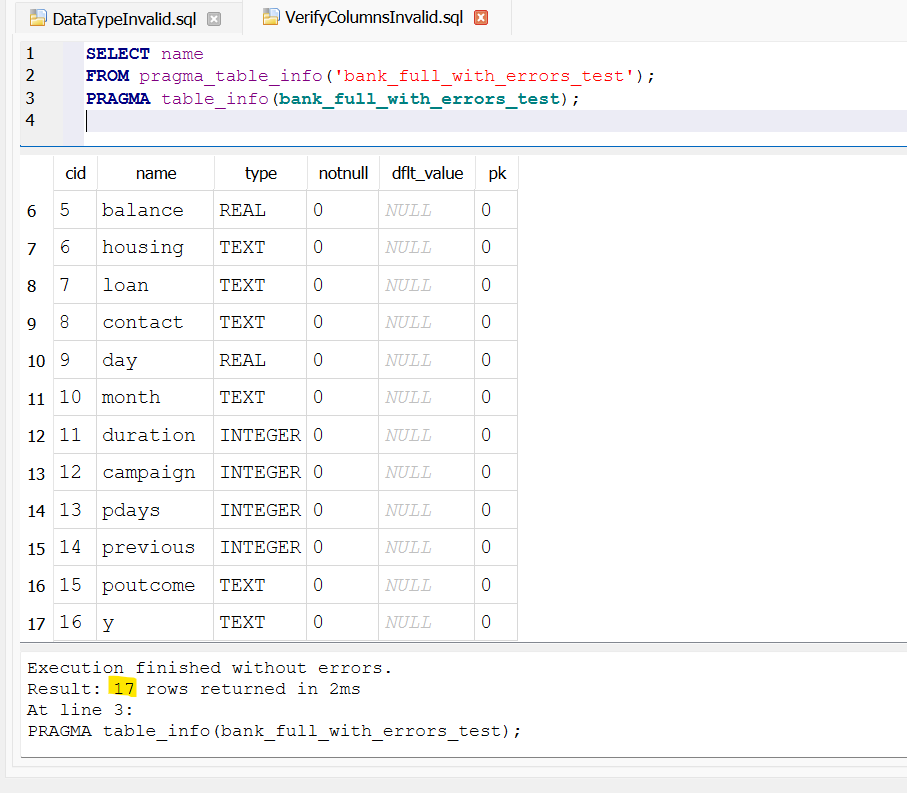 DataTypeInvalid.sql VerifyColumnsInvalid.sql
1 SELECT name
2 FROM pragma_table_info('bank_full_with_errors_test');
3 PRAGMA table_info(bank_full_with_errors_test);
4
cid name type notnull dflt_value pk
6 5 balance REAL 0 NULL 0
7 6 housing TEXT 0 NULL 0
8 7 loan TEXT 0 NULL 0
9 8 contact TEXT 0 NULL 0
10 9 day REAL 0 NULL 0
11 10 month TEXT 0 NULL 0
12 11 duration INTEGER 0 NULL 0
13 12 campaign INTEGER 0 NULL 0
14 13 pdays INTEGER 0 NULL 0
15 14 previous INTEGER 0 NULL 0
16 15 poutcome TEXT 0 NULL 0
17 16 y TEXT 0 NULL 0
Execution finished without errors.
Result: 17 rows returned in 2ms
At line 3:
PRAGMA table_info(bank_full_with_errors_test);